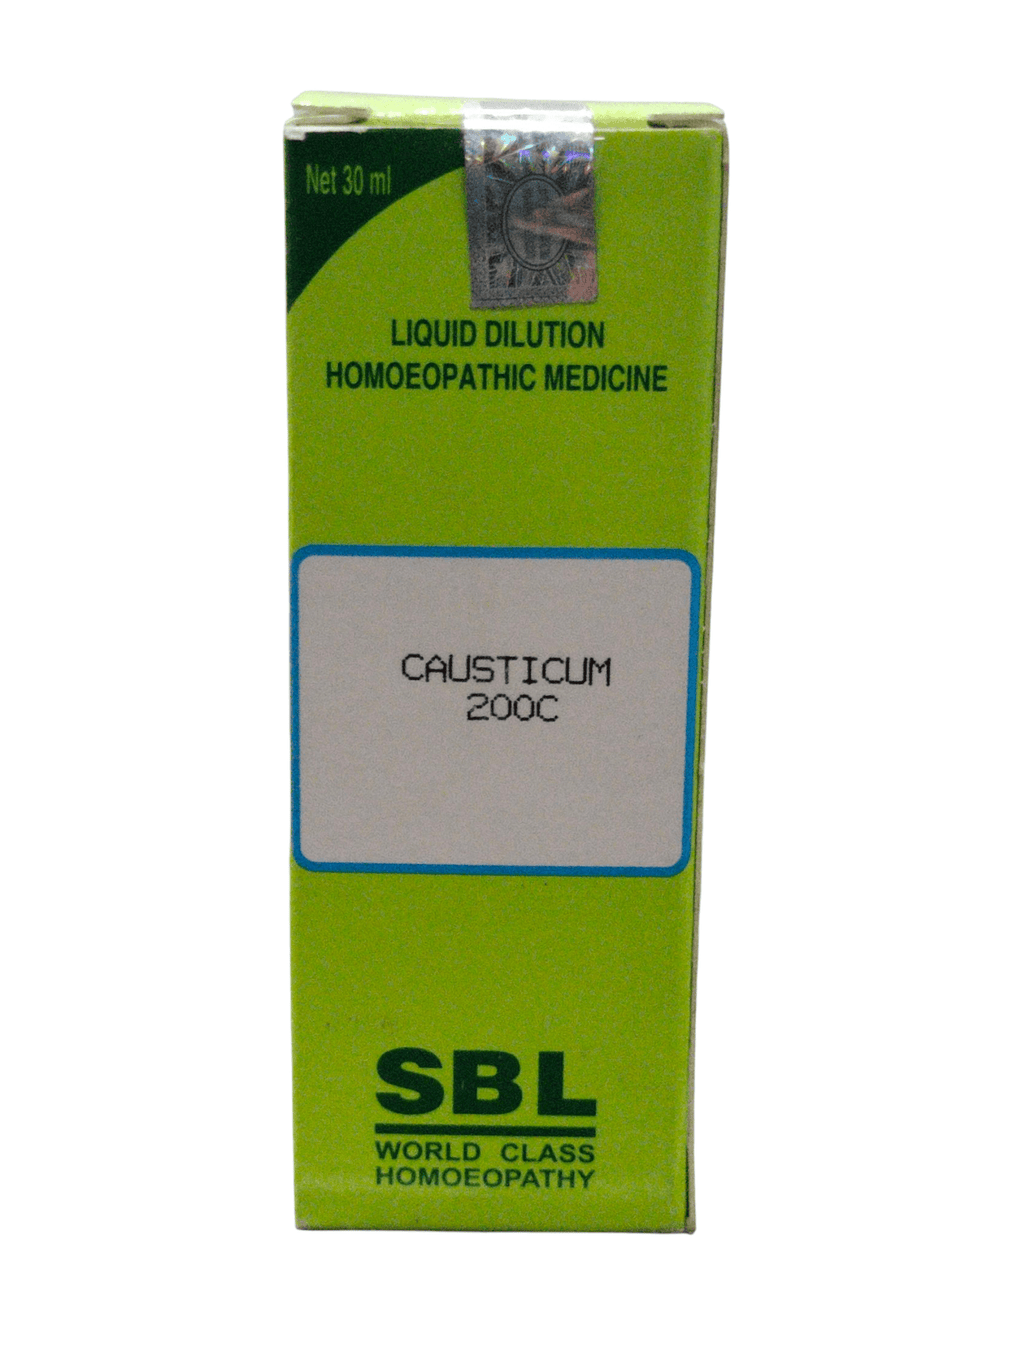 Net 30 ml
LIQUID DILUTION
HOMOEOPATHIC MEDICINE
CAUSTICUM
200C
SBL
WORLD CLASS
HOMOEOPATHY